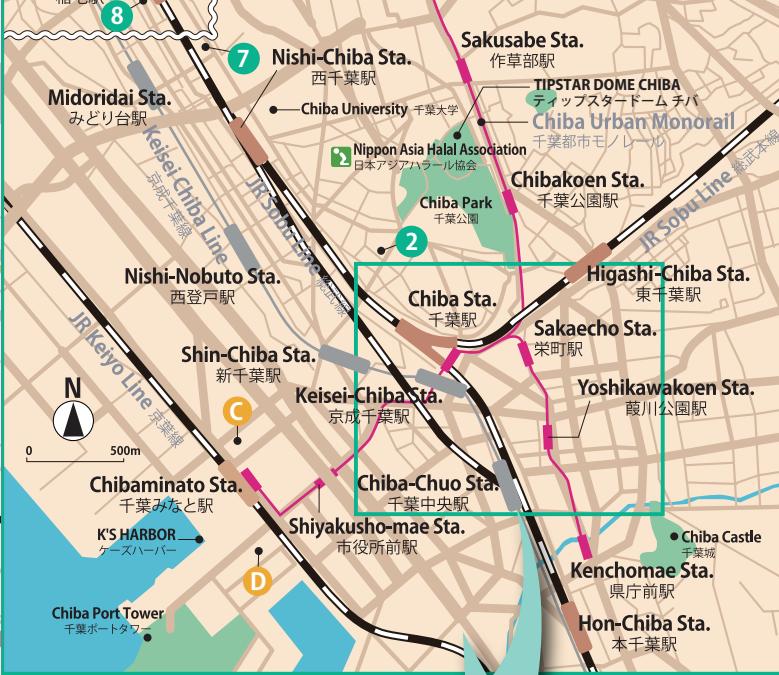 8
7
Nishi-Chiba Sta.
西千葉駅
Sakusabe Sta.
作草部駅
Midoridai Sta.
みどり台駅
Chiba University 千葉大学
TIPSTAR DOME CHIBA
ティップスタードーム チバ
Chiba Urban Monorail
千葉都市モノレール
Nippon Asia Halal Association
日本アジアハラール協会
Keisei Chiba Line
京成千葉線
JR Sobu Line 総武線
Chibakoen Sta.
千葉公園駅
Chiba Park
千葉公園
JR Sobu Line 総武本線
2
Nishi-Nobuto Sta.
西登戸駅
Higashi-Chiba Sta.
東千葉駅
Chiba Sta.
千葉駅
Sakaecho Sta.
栄町駅
JR Keiyo Line 京葉線
Shin-Chiba Sta.
新千葉駅
Keisei-Chiba Sta.
京成千葉駅
Yoshikawakoen Sta.
葭川公園駅
N
0 500m
C
Chibaminato Sta.
千葉みなと駅
Chiba-Chuo Sta.
千葉中央駅
Shiyakusho-mae Sta.
市役所前駅
K'S HARBOR
ケーズハーバー
Chiba Castle
千葉城
D
Kenchomae Sta.
県庁前駅
Chiba Port Tower
千葉ポートタワー
Hon-Chiba Sta.
本千葉駅